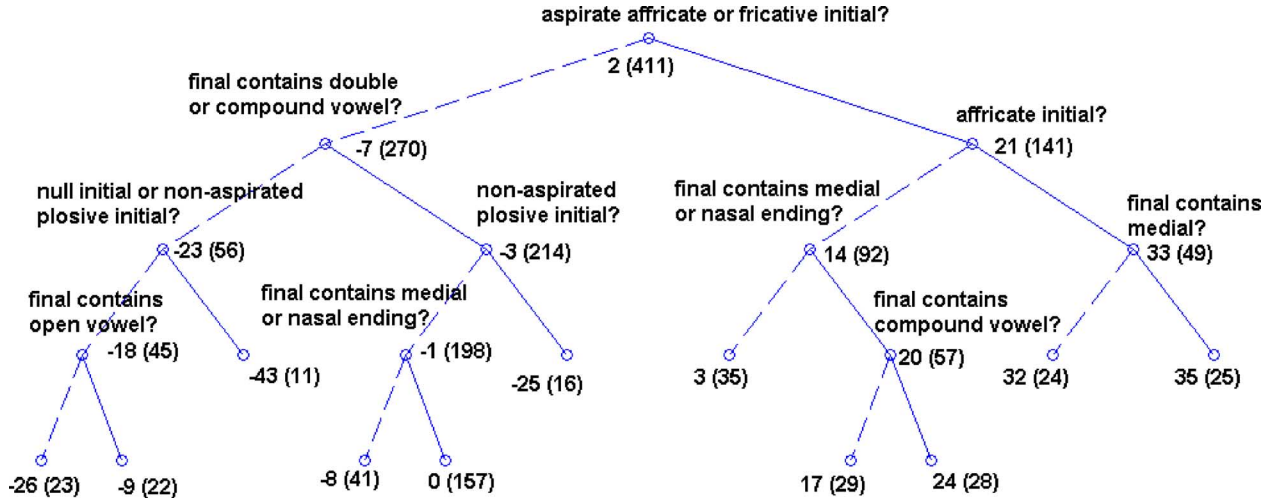 aspirate affricate or fricative initial?
2 (411)
final contains double
or compound vowel?
-7 (270)
affricate initial?
21 (141)
null initial or non-aspirated
plosive initial?
-23 (56)
non-aspirated
plosive initial?
-3 (214)
final contains medial
or nasal ending?
14 (92)
final contains
medial?
33 (49)
final contains
open vowel?
-18 (45)
-43 (11)
final contains medial
or nasal ending?
-1 (198)
-25 (16)
3 (35)
final contains
compound vowel?
20 (57)
32 (24)
35 (25)
-26 (23)
-9 (22)
-8 (41)
0 (157)
17 (29)
24 (28)